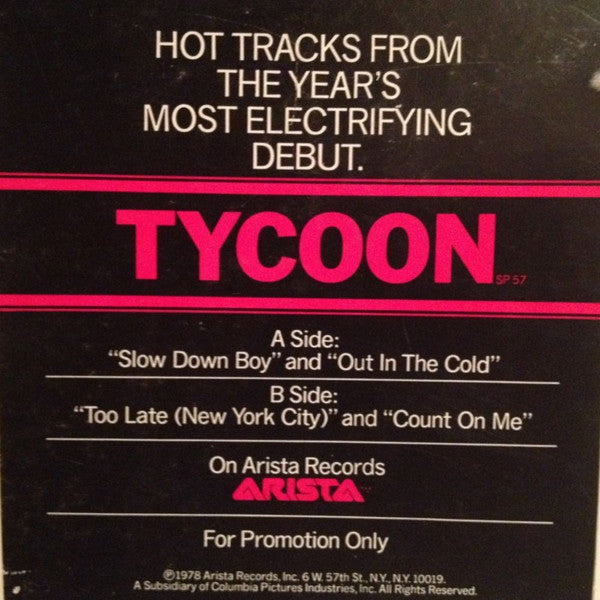 HOT TRACKS FROM
THE YEAR'S
MOST ELECTRIFYING
DEBUT.
TYCOON
SP 57
A Side:
"Slow Down Boy" and "Out In The Cold"
B Side:
"Too Late (New York City)" and "Count On Me"
On Arista Records
ARISTA
For Promotion Only
℗1978 Arista Records, Inc. 6 W. 57th St., N.Y., N.Y. 10019.
A Subsidiary of Columbia Pictures Industries, Inc. All Rights Reserved.